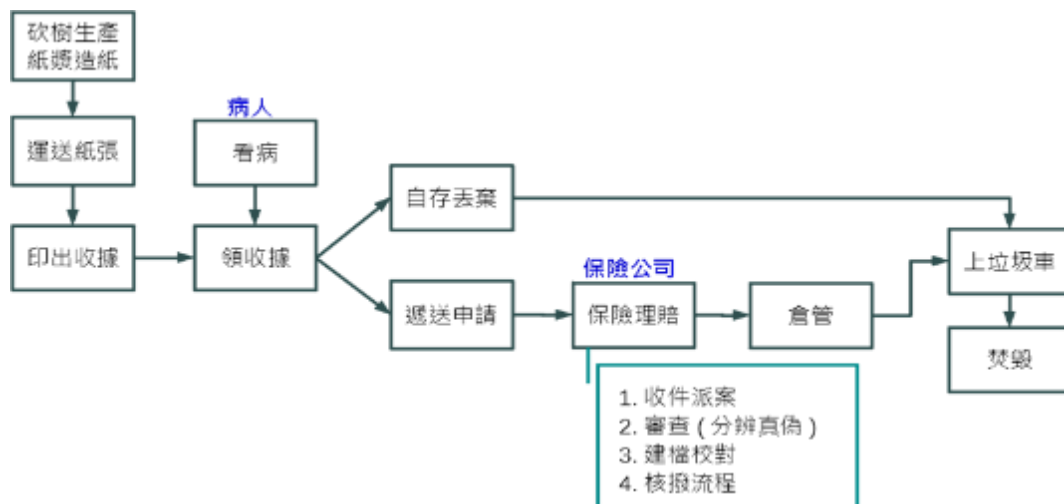 砍樹生產
紙漿造紙
運送紙張
印出收據
病人
看病
領收據
自存丟棄
遞送申請
保險公司
保險理賠
倉管
上垃圾車
焚毀
1. 收件派案
2. 審查 ( 分辨真偽 )
3. 建檔校對
4. 核撥流程